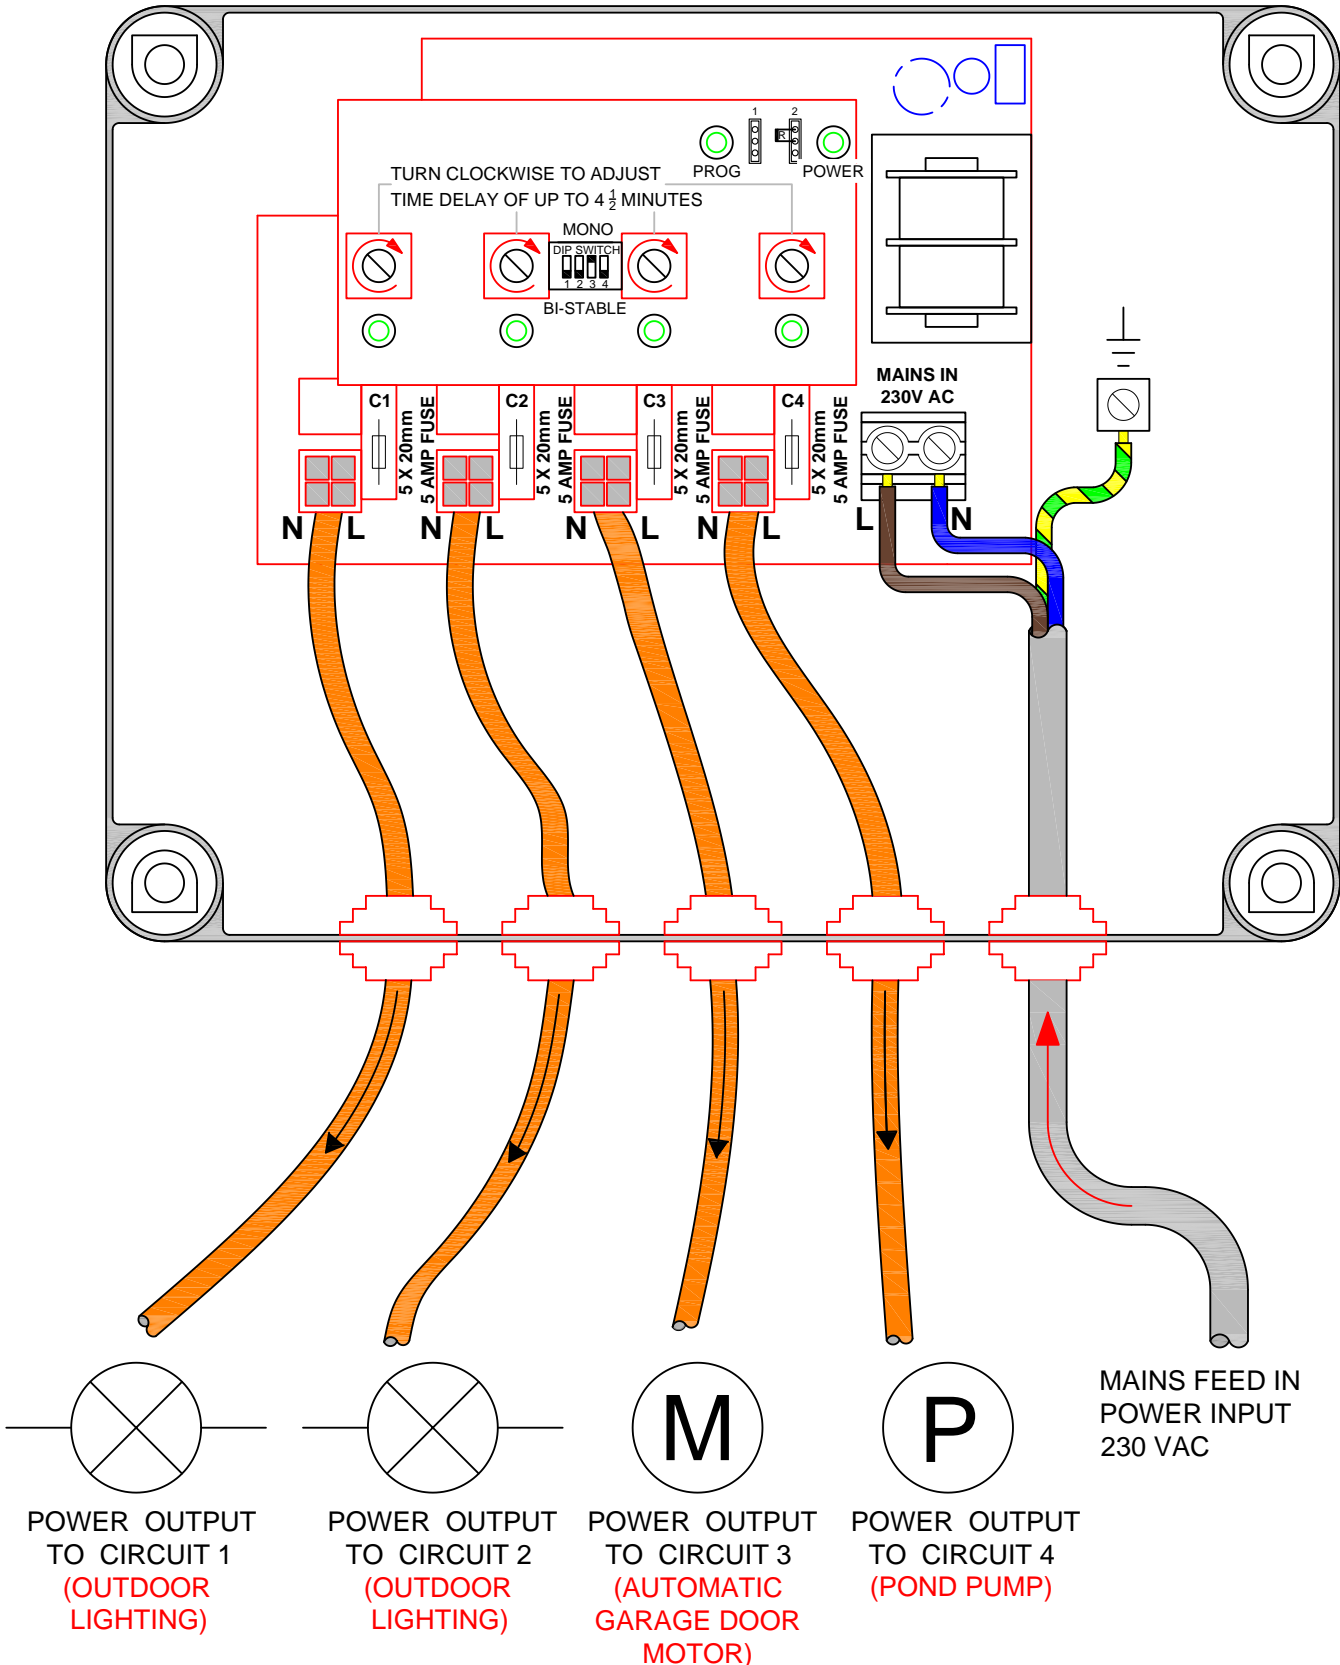 1
2
R
PROG
POWER
TURN CLOCKWISE TO ADJUST
TIME DELAY OF UP TO 4 1/2 MINUTES
MONO
DIP SWITCH
1 2 3 4
BI-STABLE
C1
5 X 20mm
5 AMP FUSE
C2
5 X 20mm
5 AMP FUSE
C3
5 X 20mm
5 AMP FUSE
C4
5 X 20mm
5 AMP FUSE
MAINS IN
230V AC
N L
N L
N L
N L
L N
M
P
MAINS FEED IN
POWER INPUT
230 VAC
POWER OUTPUT
TO CIRCUIT 1
(OUTDOOR
LIGHTING)
POWER OUTPUT
TO CIRCUIT 2
(OUTDOOR
LIGHTING)
POWER OUTPUT
TO CIRCUIT 3
(AUTOMATIC
GARAGE DOOR
MOTOR)
POWER OUTPUT
TO CIRCUIT 4
(POND PUMP)